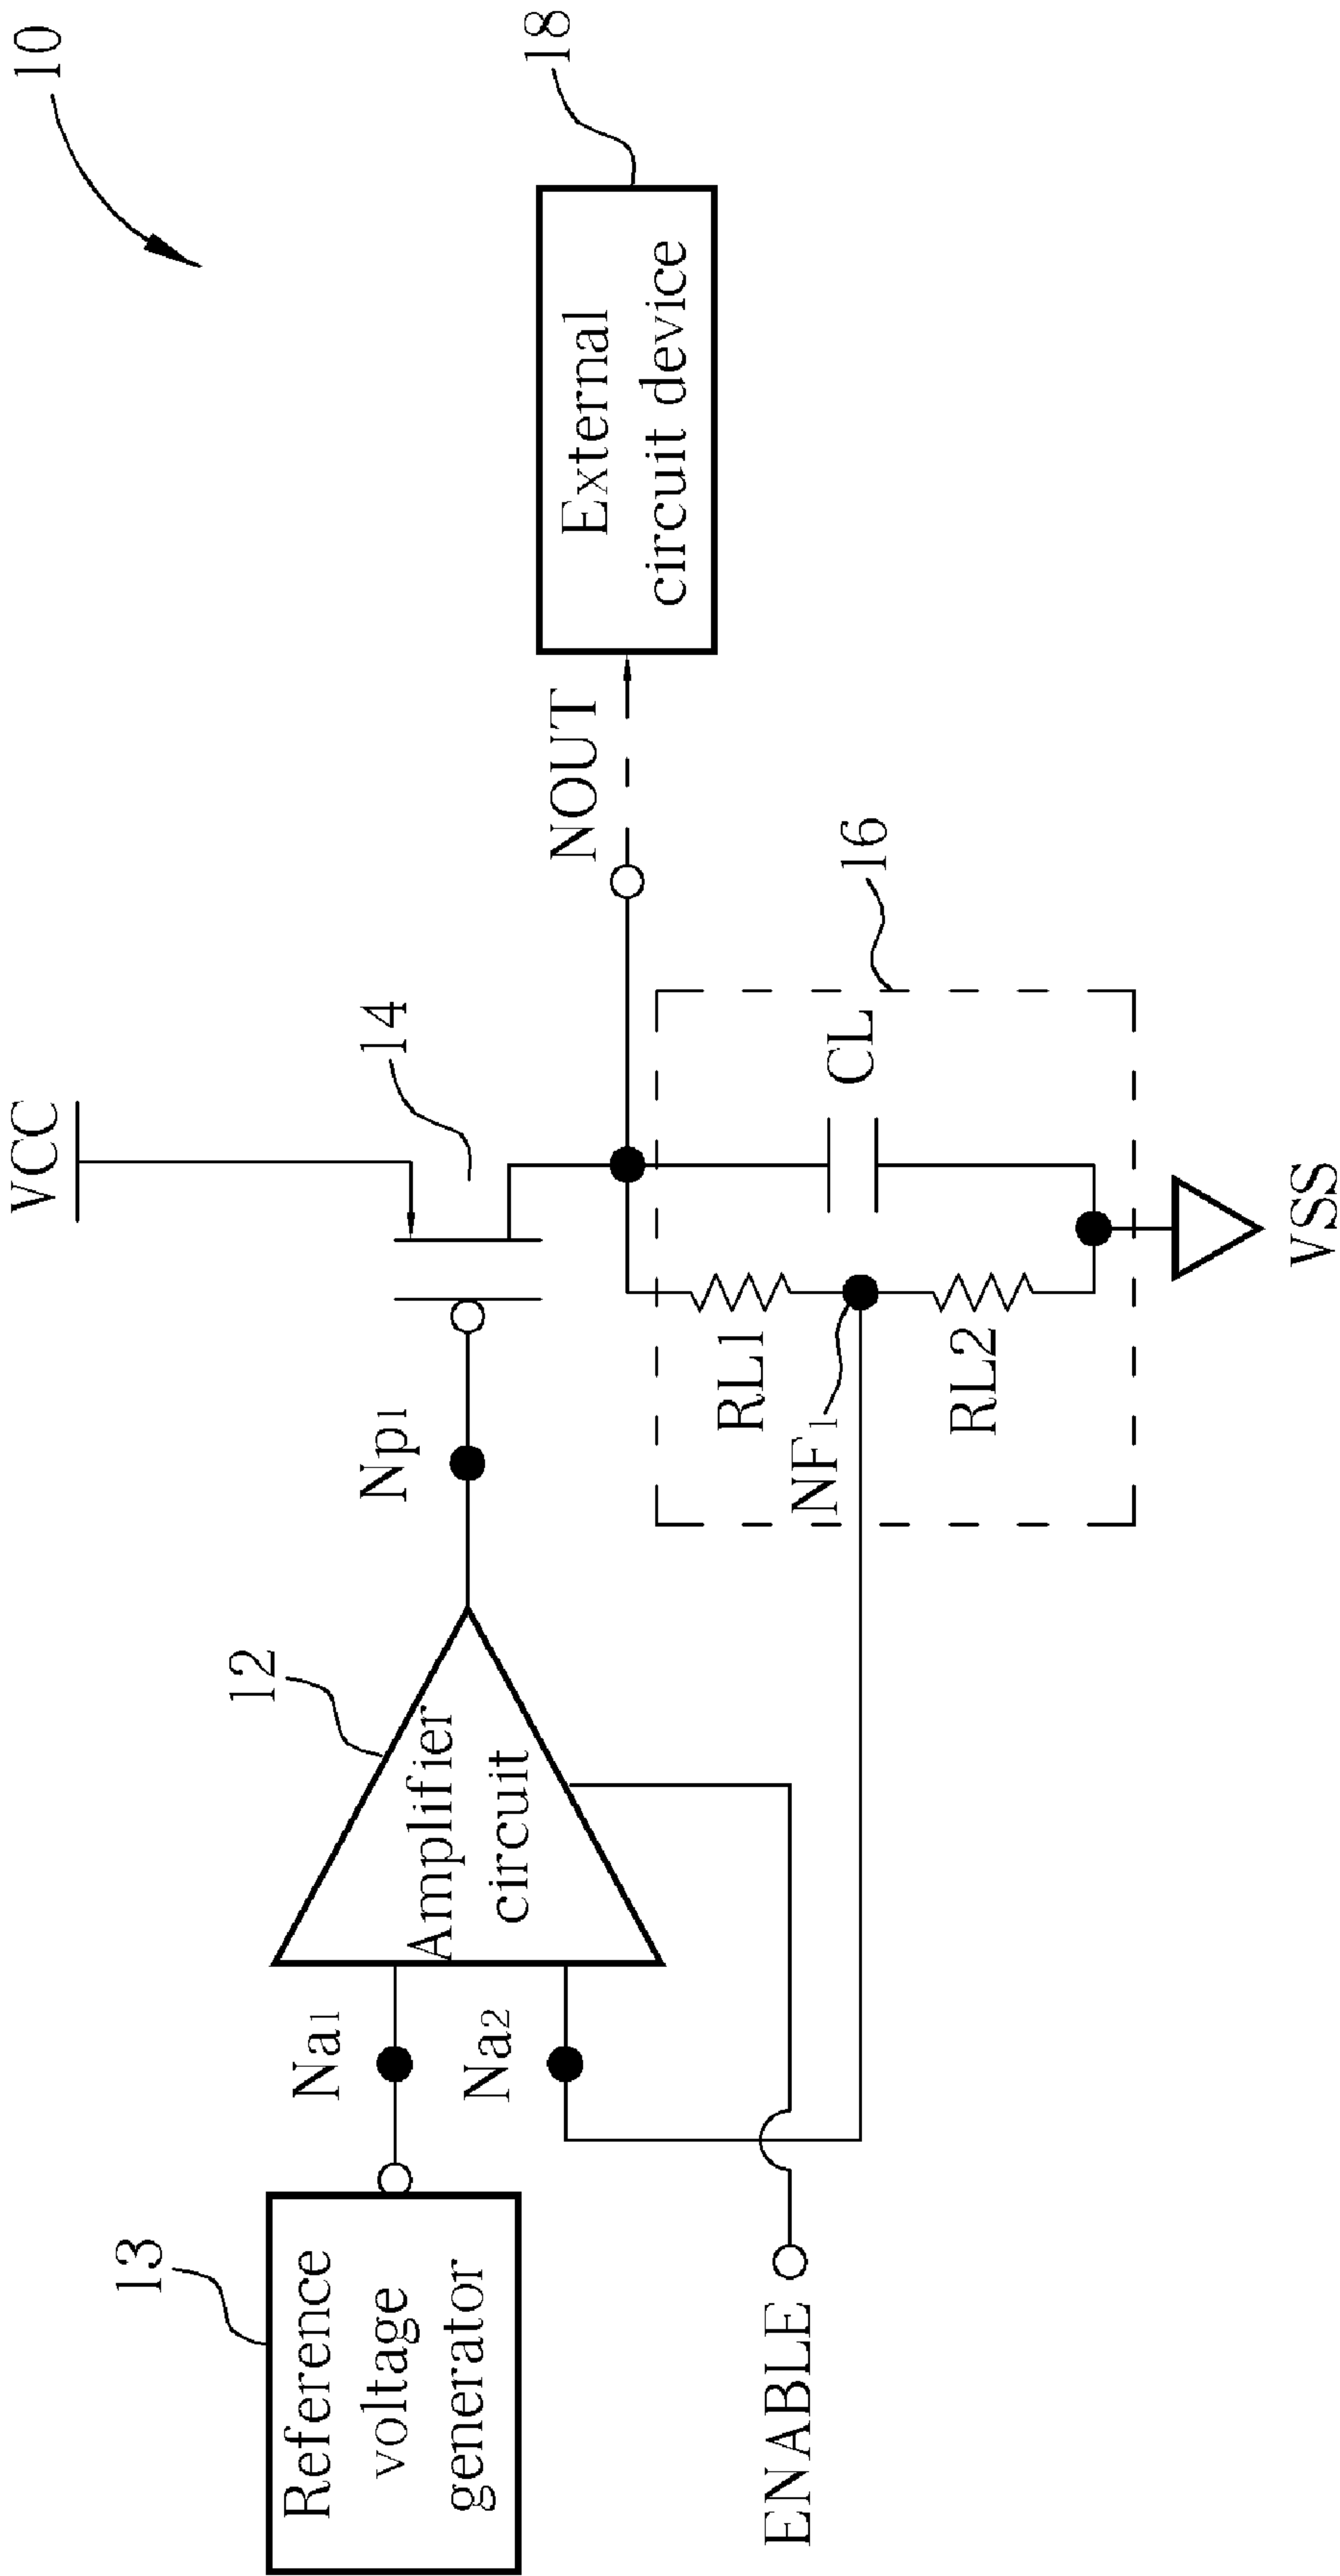 10
VCC
14
NOUT
18
External
circuit device
12
Np1
13
Reference
voltage
generator
Na1
Na2
Amplifier
circuit
16
RL1
CL
NF1
RL2
ENABLE
VSS